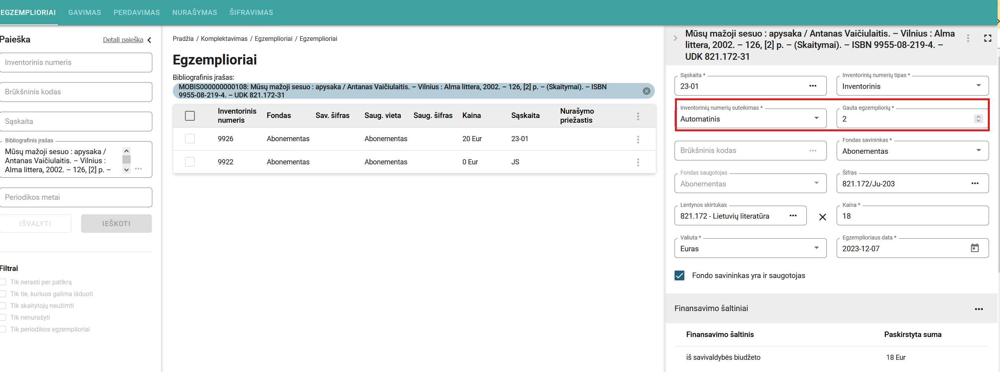 EGZEMPLIORIAI GAVIMAS PERDAVIMAS NURAŠYMAS ŠIFRAVIMAS
Paieška Detali paieška
Inventorinis numeris
Brūkšninis kodas
Sąskaita
Bibliografinis įrašas
Mūsų mažoji sesuo : apysaka /
Antanas Vaičiulaitis. – Vilnius :
Alma littera, 2002. – 126, [2] p. –
Periodikos metai
IŠVALYTI IEŠKOTI
Filtrai
Tik nerasti per patikrą
Tik tie, kuriuos galima išduoti
Tik skaitytojų neužimti
Tik nenurašyti
Tik periodikos egzemplioriai
Pradžia / Komplektavimas / Egzemplioriai / Egzemplioriai
Egzemplioriai
Bibliografinis įrašas:
MOBIS000000000108: Mūsų mažoji sesuo : apysaka / Antanas Vaičiulaitis. – Vilnius : Alma littera, 2002. – 126, [2] p. – (Skaitymai). – ISBN
9955-08-219-4. – UDK 821.172-31
Inventorinis numeris Fondas Sav. šifras Saug. vieta Saug. šifras Kaina Sąskaita Nurašymo priežastis
9926 Abonementas Abonementas 20 Eur 23-01
9922 Abonementas Abonementas 0 Eur JS
Mūsų mažoji sesuo : apysaka / Antanas Vaičiulaitis. – Vilnius : Alma
littera, 2002. – 126, [2] p. – (Skaitymai). – ISBN 9955-08-219-4. –
UDK 821.172-31
Sąskaita * Inventorinių numerių tipas *
23-01 Inventorinis
Inventorinių numerių suteikimas * Gauta egzempliorių *
Automatinis 2
Fondas savininkas *
Brūkšninis kodas Abonementas
Fondas saugotojas Šifras
Abonementas 821.172/Ju-203
Lentynos skirtukas Kaina *
821.172 - Lietuvių literatūra 18
Valiuta * Egzemplioriaus data *
Euras 2023-12-07
Fondo savininkas yra ir saugotojas
Finansavimo šaltiniai
Finansavimo šaltinis Paskirstyta suma
iš savivaldybės biudžeto 18 Eur